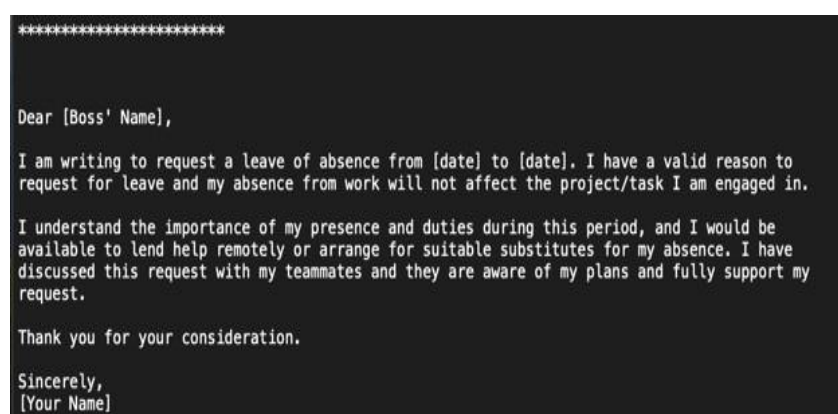 ************************
Dear [Boss' Name],
I am writing to request a leave of absence from [date] to [date]. I have a valid reason to
request for leave and my absence from work will not affect the project/task I am engaged in.
I understand the importance of my presence and duties during this period, and I would be
available to lend help remotely or arrange for suitable substitutes for my absence. I have
discussed this request with my teammates and they are aware of my plans and fully support my
request.
Thank you for your consideration.
Sincerely,
[Your Name]